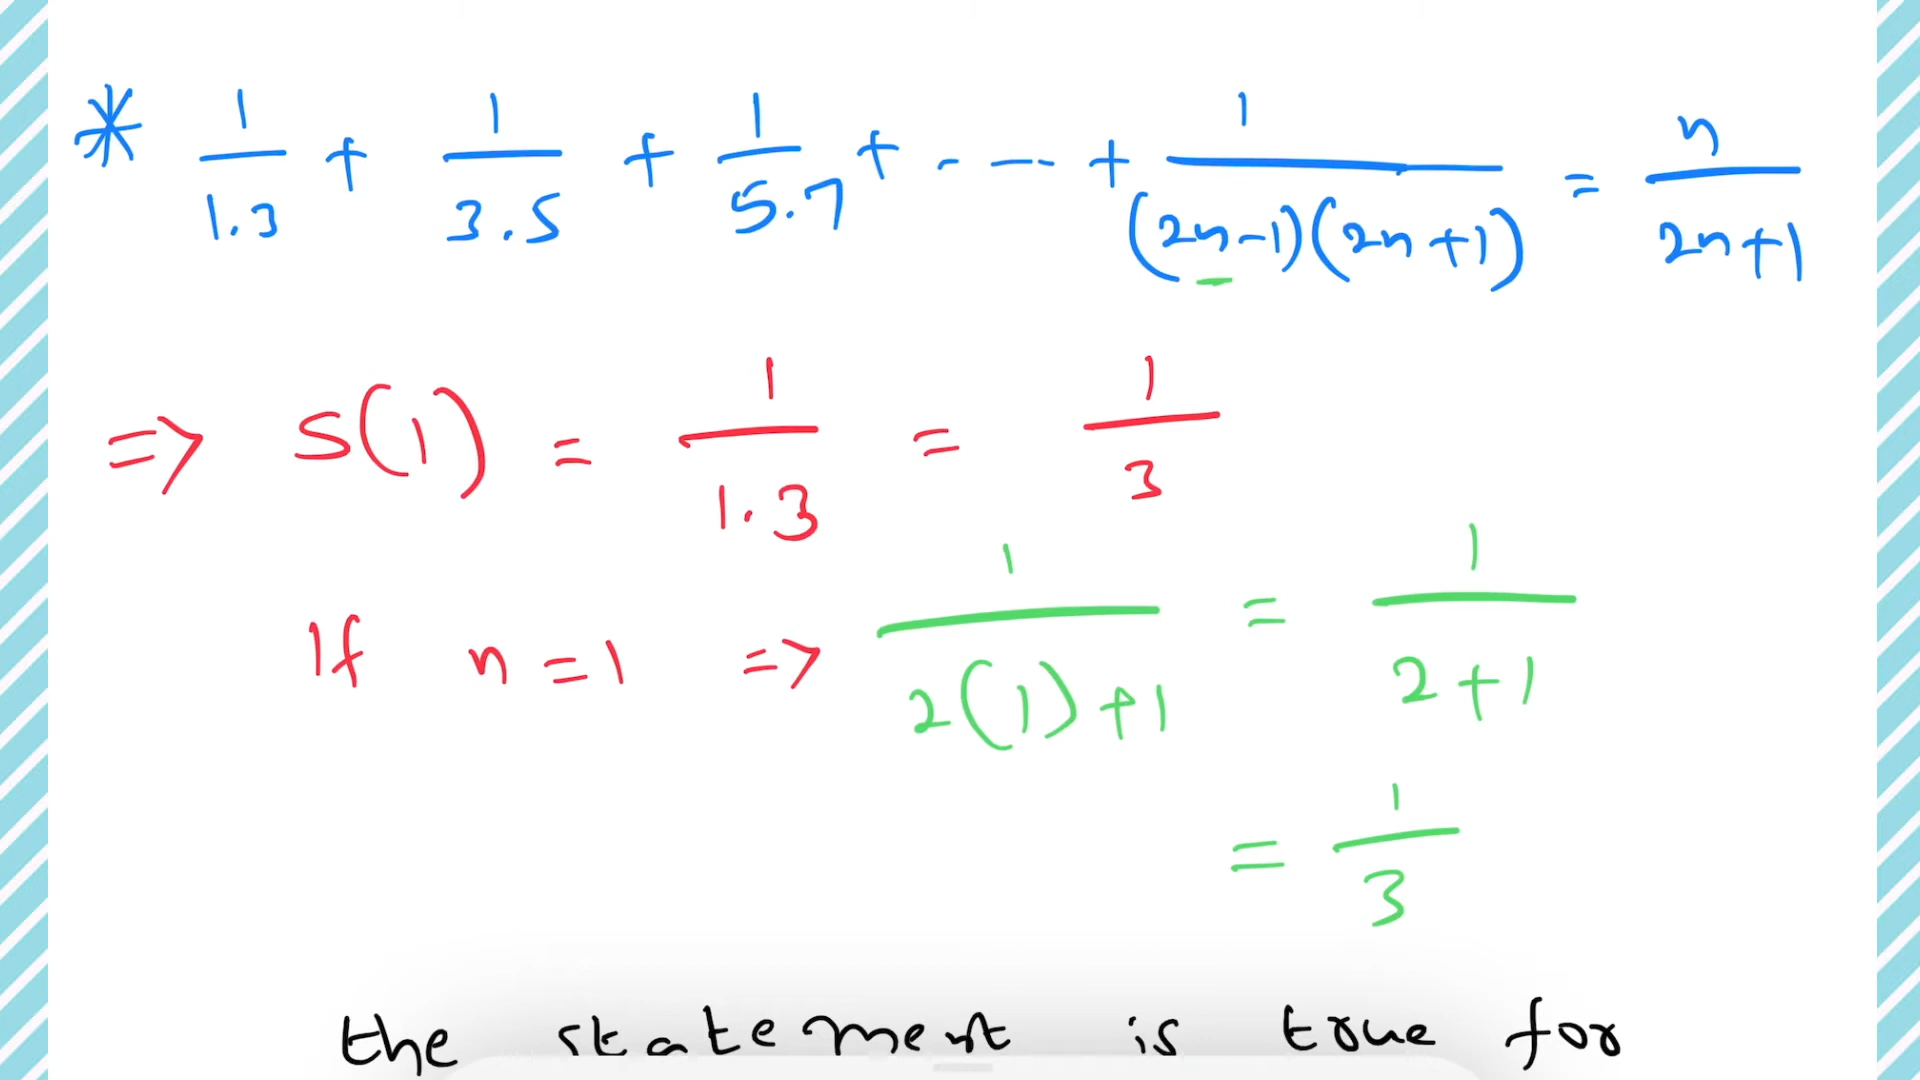 * 1/1.3 + 1/3.5 + 1/5.7 + - --- + 1/(2n-1)(2n+1) = n/2n+1
=> S(1) = 1/1.3 = 1/3
If n=1 => 1/2(1)+1 = 1/2+1
= 1/3
the statement is true for